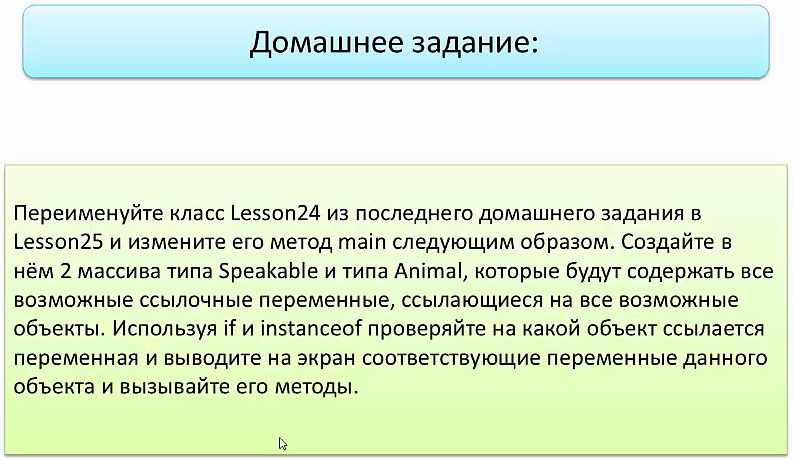 Домашнее задание:
Переименуйте класс Lesson24 из последнего домашнего задания в
Lesson25 и измените его метод main следующим образом. Создайте в
нём 2 массива типа Speakable и типа Animal, которые будут содержать все
возможные ссылочные переменные, ссылающиеся на все возможные
объекты. Используя if и instanceof проверяйте на какой объект ссылается
переменная и выводите на экран соответствующие переменные данного
объекта и вызывайте его методы.